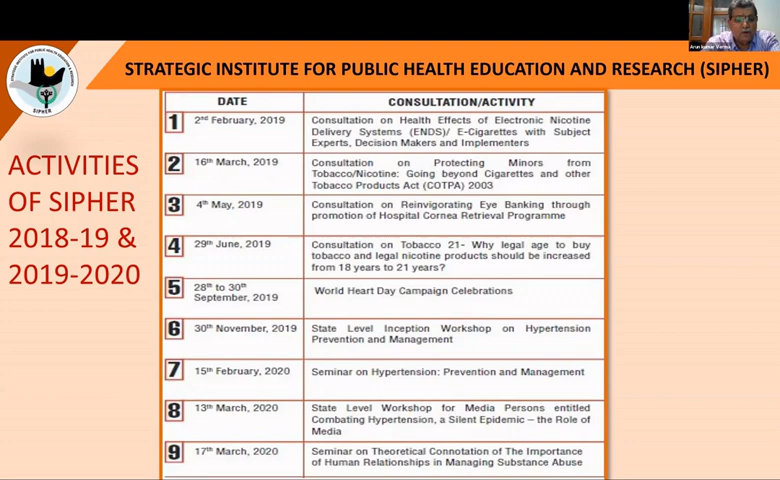 Arun kumar Verma
STRATEGIC INSTITUTE FOR PUBLIC HEALTH EDUCATION AND RESEARCH (SIPHER)
SIPHER
ACTIVITIES
OF SIPHER
2018-19 &
2019-2020
DATE CONSULTATION/ACTIVITY
1 2nd February, 2019 Consultation on Health Effects of Electronic Nicotine
Delivery Systems (ENDS)/ E-Cigarettes with Subject
Experts, Decision Makers and Implementers
2 16th March, 2019 Consultation on Protecting Minors from
Tobacco/Nicotine: Going beyond Cigarettes and other
Tobacco Products Act (COTPA) 2003
3 4th May, 2019 Consultation on Reinvigorating Eye Banking through
promotion of Hospital Cornea Retrieval Programme
4 29th June, 2019 Consultation on Tobacco 21- Why legal age to buy
tobacco and legal nicotine products should be increased
from 18 years to 21 years?
5 28th to 30th
September, 2019 World Heart Day Campaign Celebrations
6 30th November, 2019 State Level Inception Workshop on Hypertension
Prevention and Management
7 15th February, 2020 Seminar on Hypertension: Prevention and Management
8 13th March, 2020 State Level Workshop for Media Persons entitled
Combating Hypertension, a Silent Epidemic – the Role of
Media
9 17th March, 2020 Seminar on Theoretical Connotation of The Importance
of Human Relationships in Managing Substance Abuse